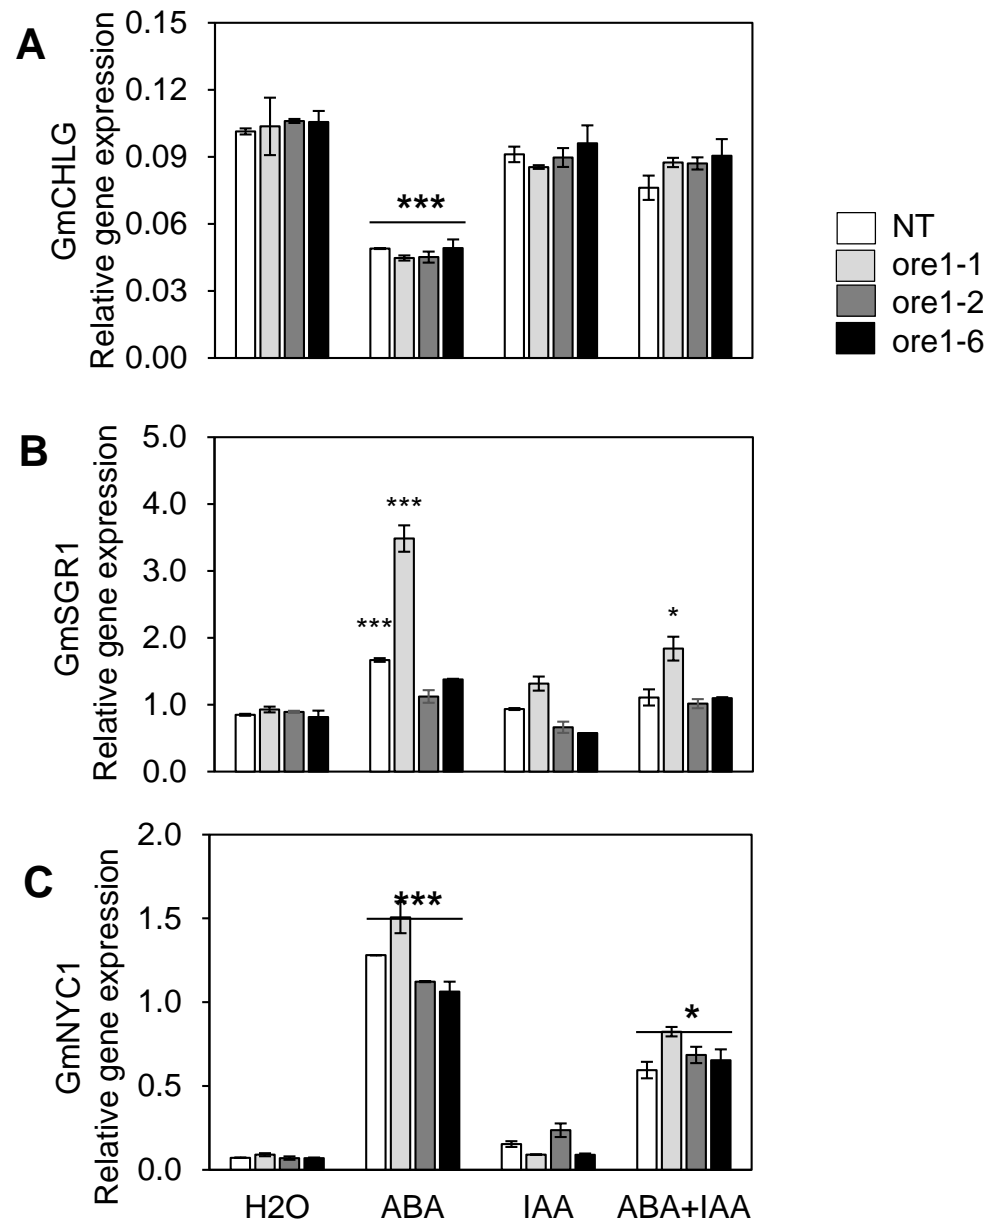 A
GmCHLG
Relative gene expression
0.15
0.12
0.09
0.06
0.03
0.00
***
NT
ore1-1
ore1-2
ore1-6
B
GmSGR1
Relative gene expression
5.0
4.0
3.0
2.0
1.0
0.0
***
***
*
C
GmNYC1
Relative gene expression
2.0
1.5
1.0
0.5
0.0
***
*
H2O ABA IAA ABA+IAA